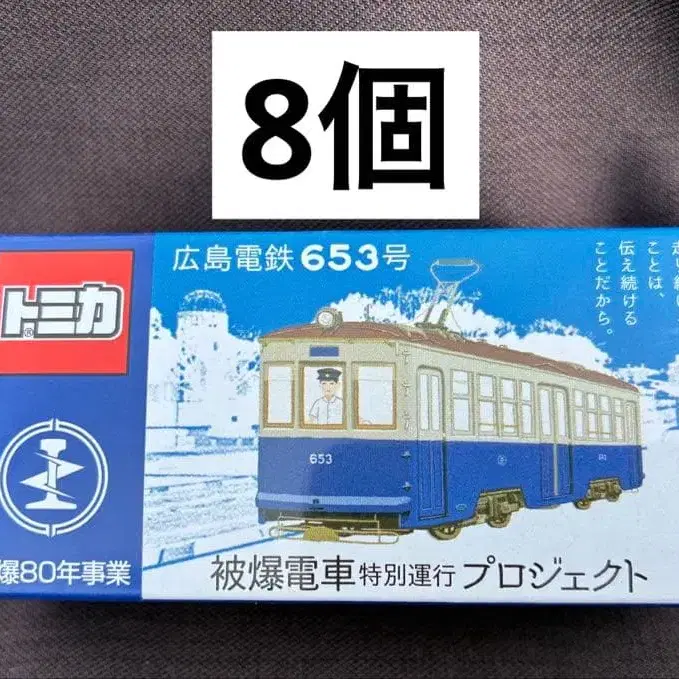 8個
広島電鉄653号
ことは、
伝え続ける
ことだから。
トミカ
®
653
爆80年事業
被爆電車特別運行プロジェクト